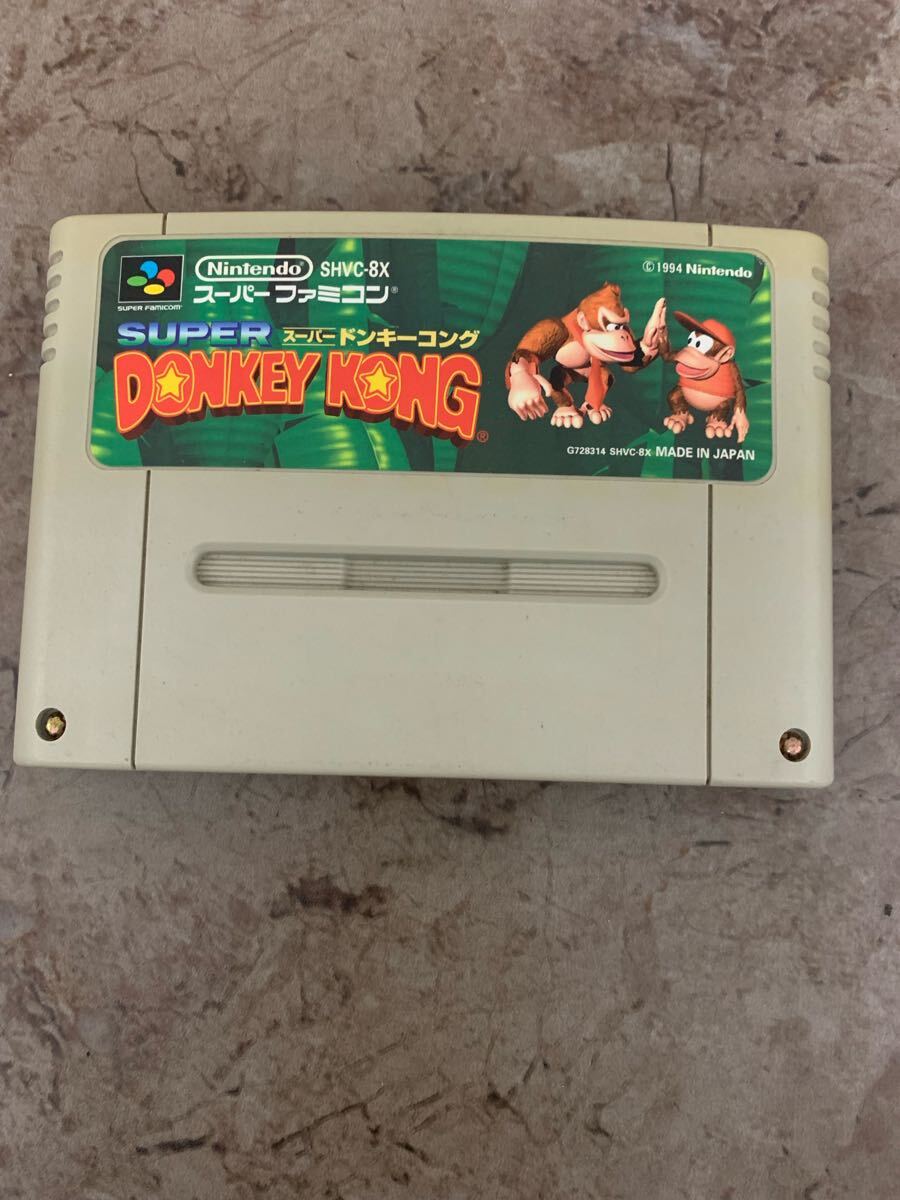 Nintendo SHVC-8X
© 1994 Nintendo
スーパーファミコン®
SUPER FAMICOM
SUPER スーパードンキーコング
DONKEY KONG®
G728314 SHVC-8X MADE IN JAPAN